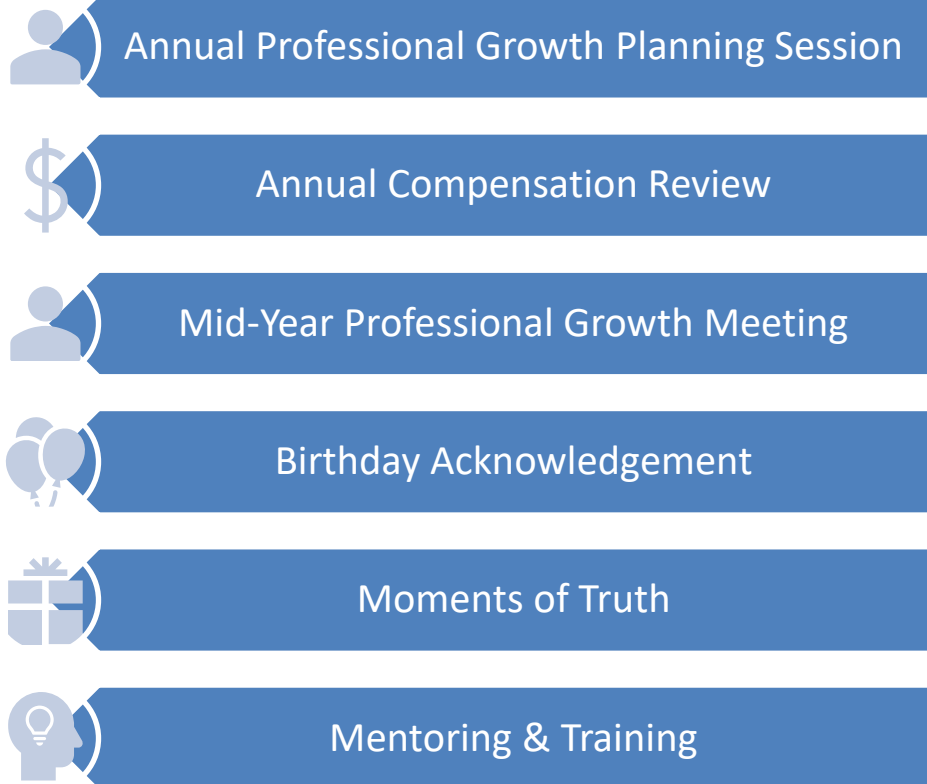 Annual Professional Growth Planning Session
Annual Compensation Review
Mid-Year Professional Growth Meeting
Birthday Acknowledgement
Moments of Truth
Mentoring & Training